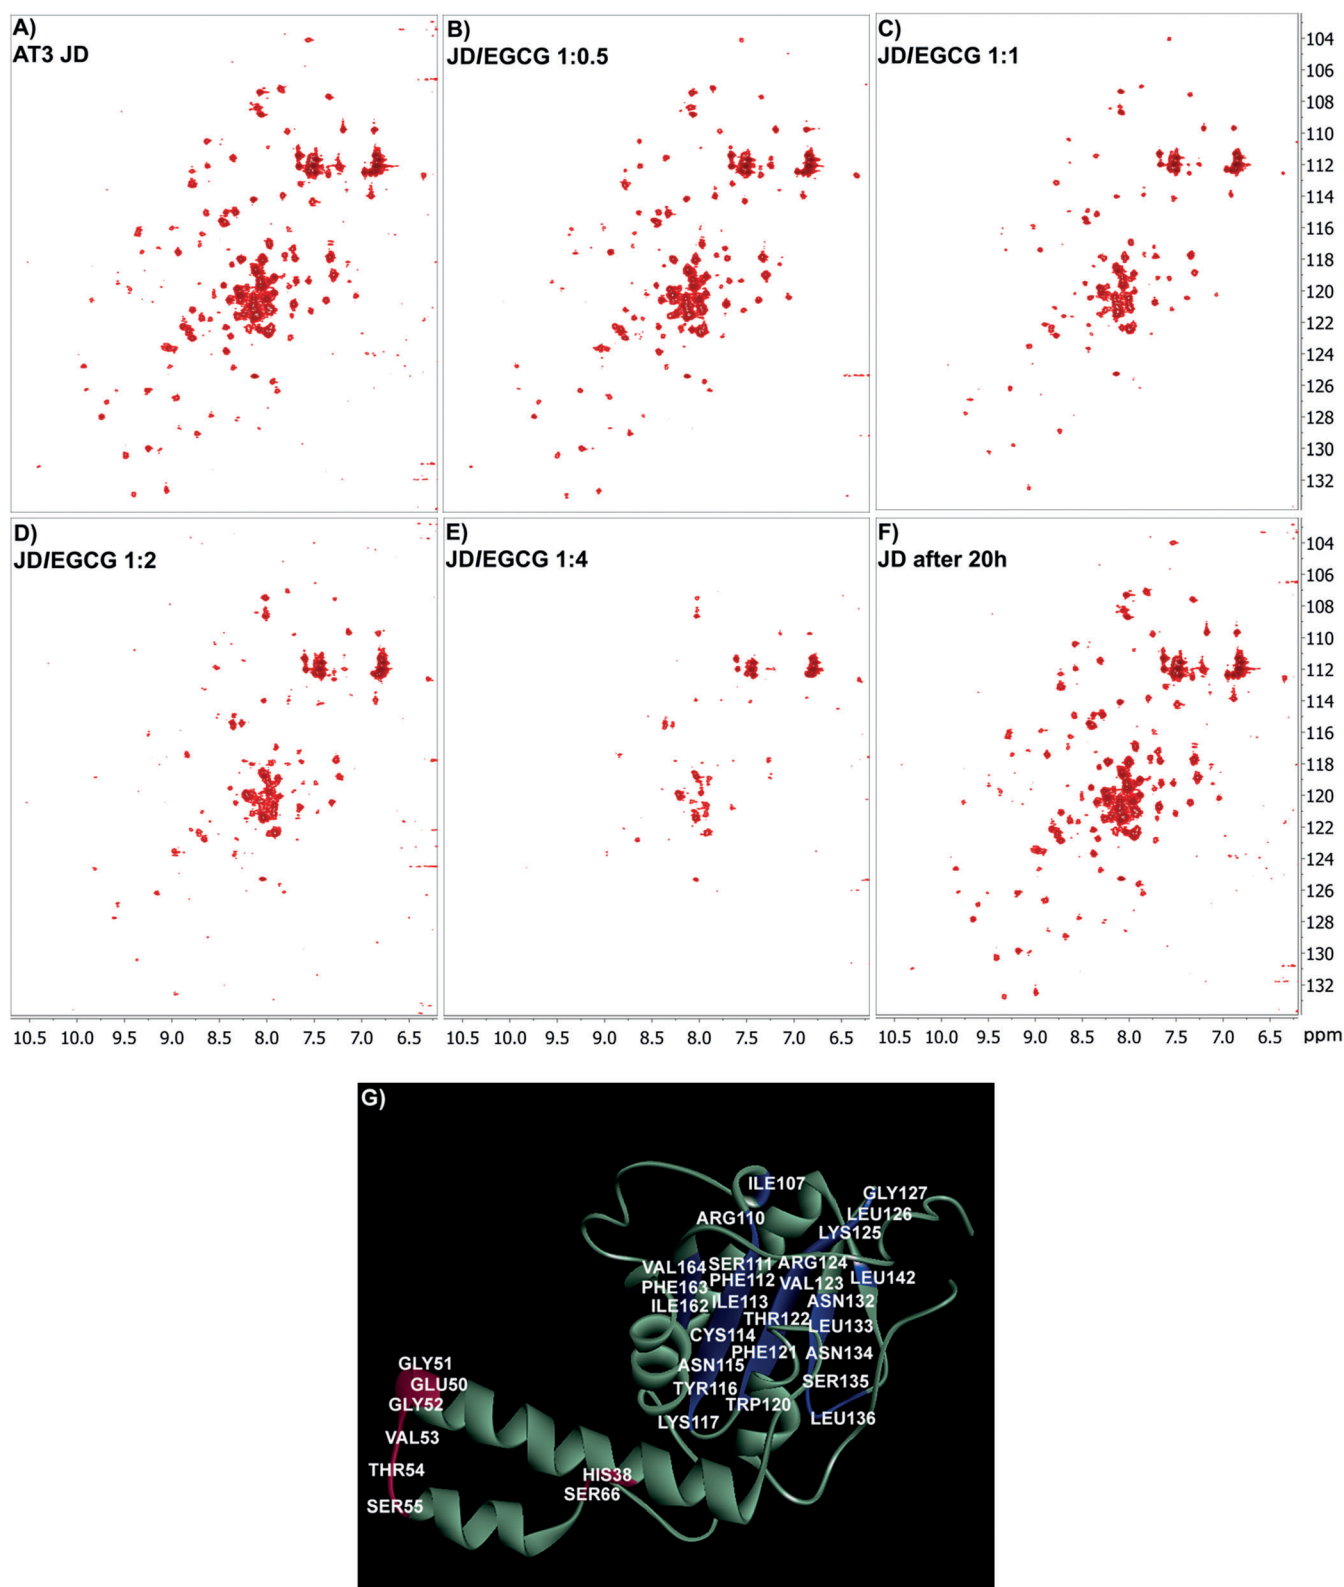 A)
AT3 JD
B)
JD/EGCG 1:0.5
C)
JD/EGCG 1:1
104
106
108
110
112
114
116
118
120
122
124
126
128
130
132
D)
JD/EGCG 1:2
E)
JD/EGCG 1:4
F)
JD after 20h
104
106
108
110
112
114
116
118
120
122
124
126
128
130
132
10.5 10.0 9.5 9.0 8.5 8.0 7.5 7.0 6.5
10.5 10.0 9.5 9.0 8.5 8.0 7.5 7.0 6.5
10.0 9.5 9.0 8.5 8.0 7.5 7.0 6.5 ppm
G)
ILE107
GLY127
ARG110
LEU126
LYS125
VAL164 SER111 ARG124
PHE163 PHE112 VAL123 LEU142
ILE162 ILE113 ASN132
THR122 LEU133
CYS114
PHE121 ASN134
ASN115
GLY51
TYR116 SER135
GLU50
GLY52 TRP120
LYS117 LEU136
VAL53
THR54 HIS38
SER66
SER55